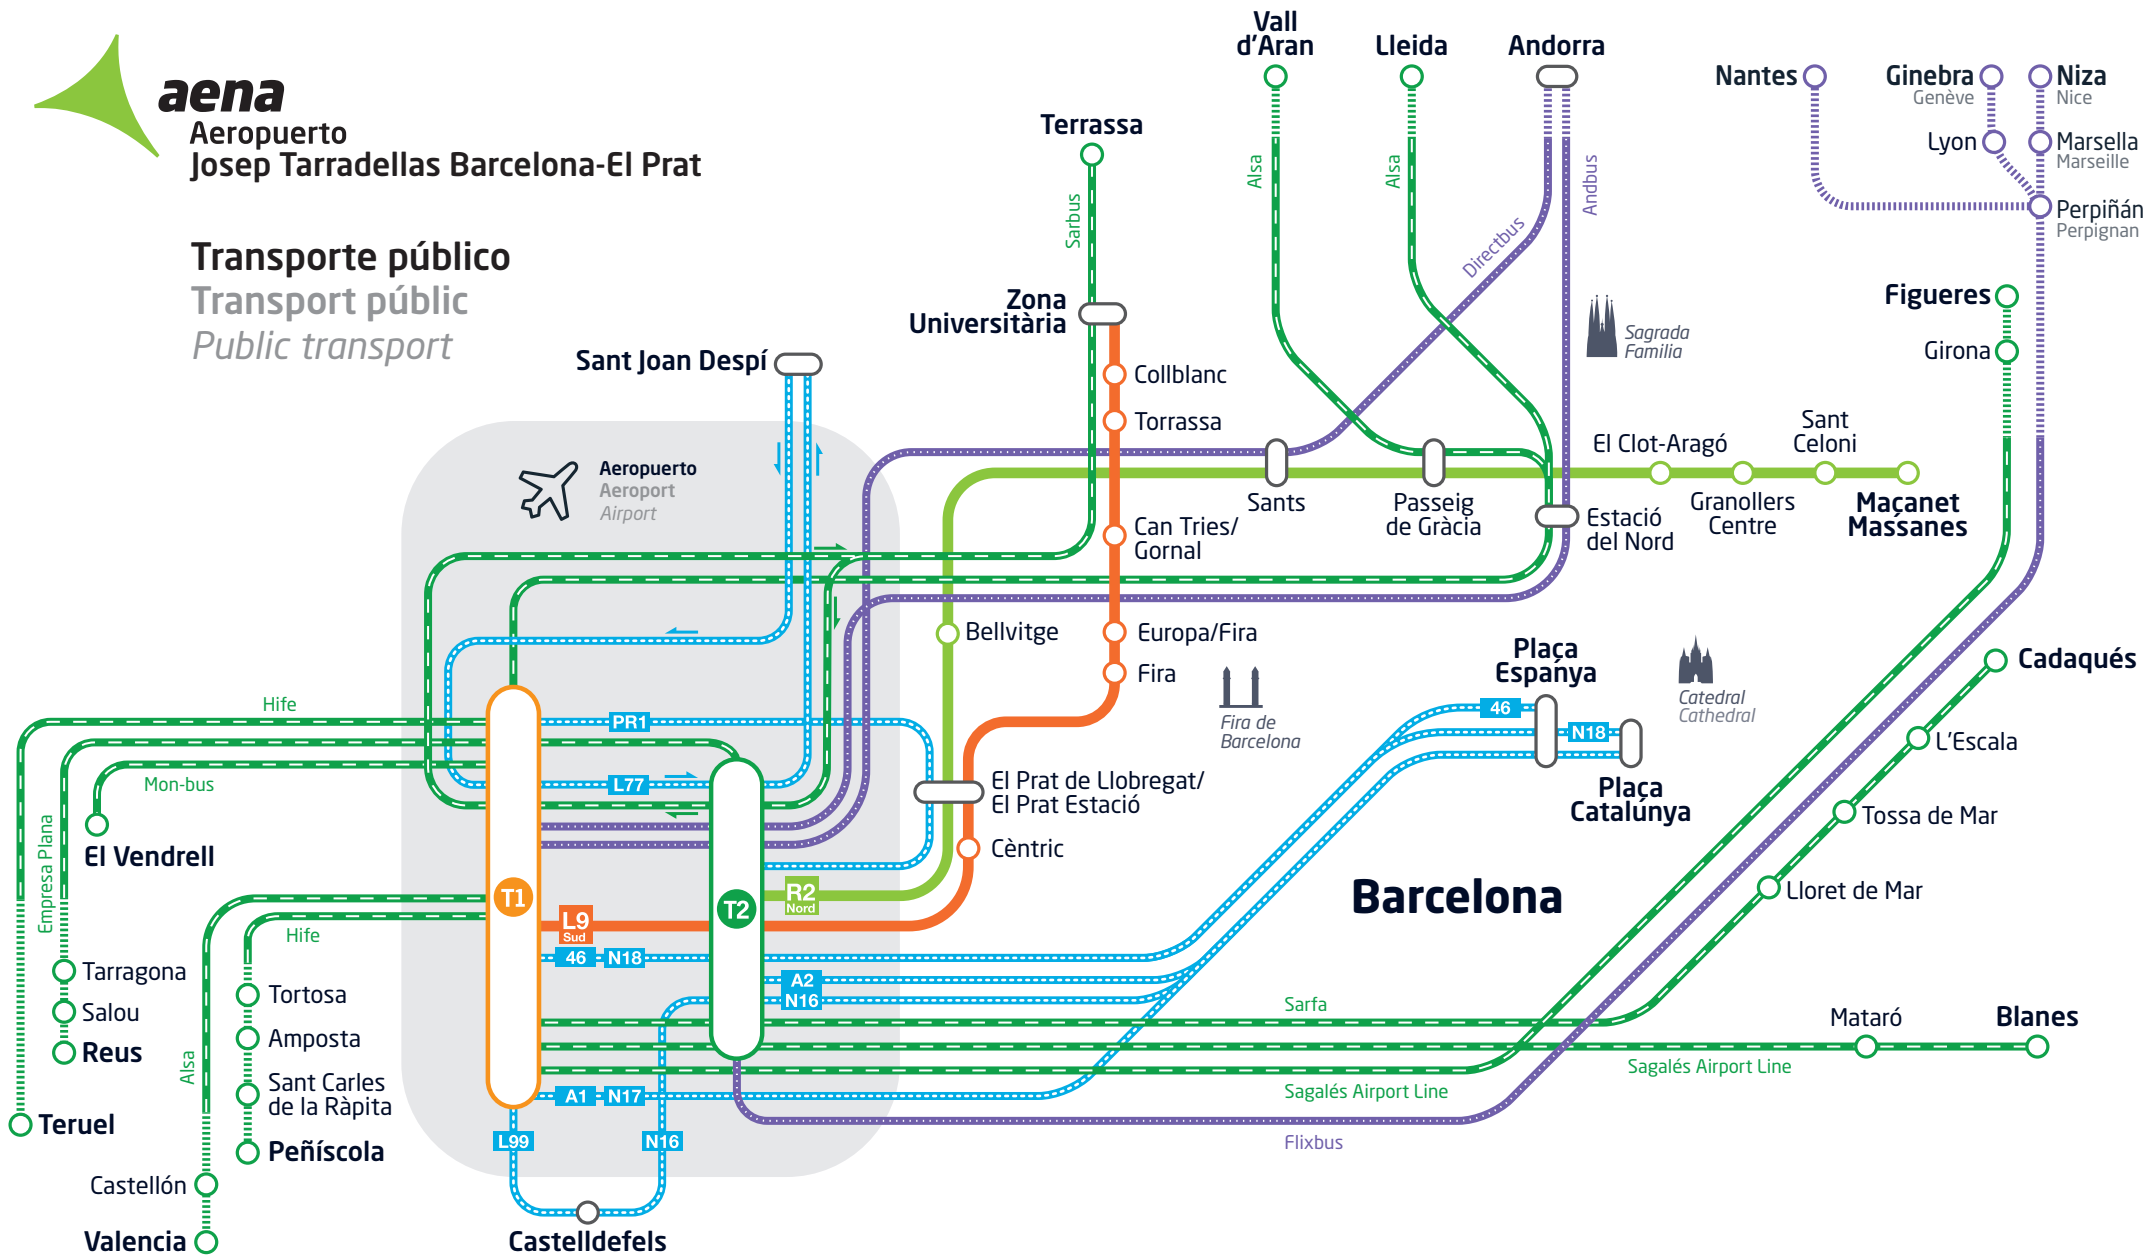 aena
Aeropuerto
Josep Tarradellas Barcelona-El Prat
Transporte público
Transport públic
Public transport
Vall
d'Aran
Lleida
Andorra
Nantes
Ginebra
Genève
Niza
Nice
Lyon
Marsella
Marseille
Perpiñán
Perpignan
Terrassa
Sarbus
Alsa
Alsa
Directbus
Andbus
Zona
Universitària
Sant Joan Despí
Collblanc
Torrassa
Sagrada
Familia
Figueres
Girona
Aeropuerto
Aeroport
Airport
Sants
Passeig
de Gràcia
Estació
del Nord
El Clot-Aragó
Granollers
Centre
Sant
Celoni
Maçanet
Massanes
Can Tries/
Gornal
Bellvitge
Europa/Fira
Fira
Fira de
Barcelona
Plaça
Espanya
Catedral
Cathedral
Cadaqués
46
N18
Plaça
Catalunya
L'Escala
Tossa de Mar
Lloret de Mar
Hife
PR1
Mon-bus
L77
El Prat de Llobregat/
El Prat Estació
Cèntric
El Vendrell
Empresa Plana
Barcelona
T1
T2
R2
Nord
L9
Sud
Hife
46
N18
A2
N16
Tarragona
Salou
Reus
Tortosa
Amposta
Sant Carles
de la Ràpita
Peñíscola
Alsa
Teruel
Castellón
Valencia
Sarfa
Mataró
Blanes
Sagalés Airport Line
Sagalés Airport Line
A1
N17
Flixbus
L99
N16
Castelldefels